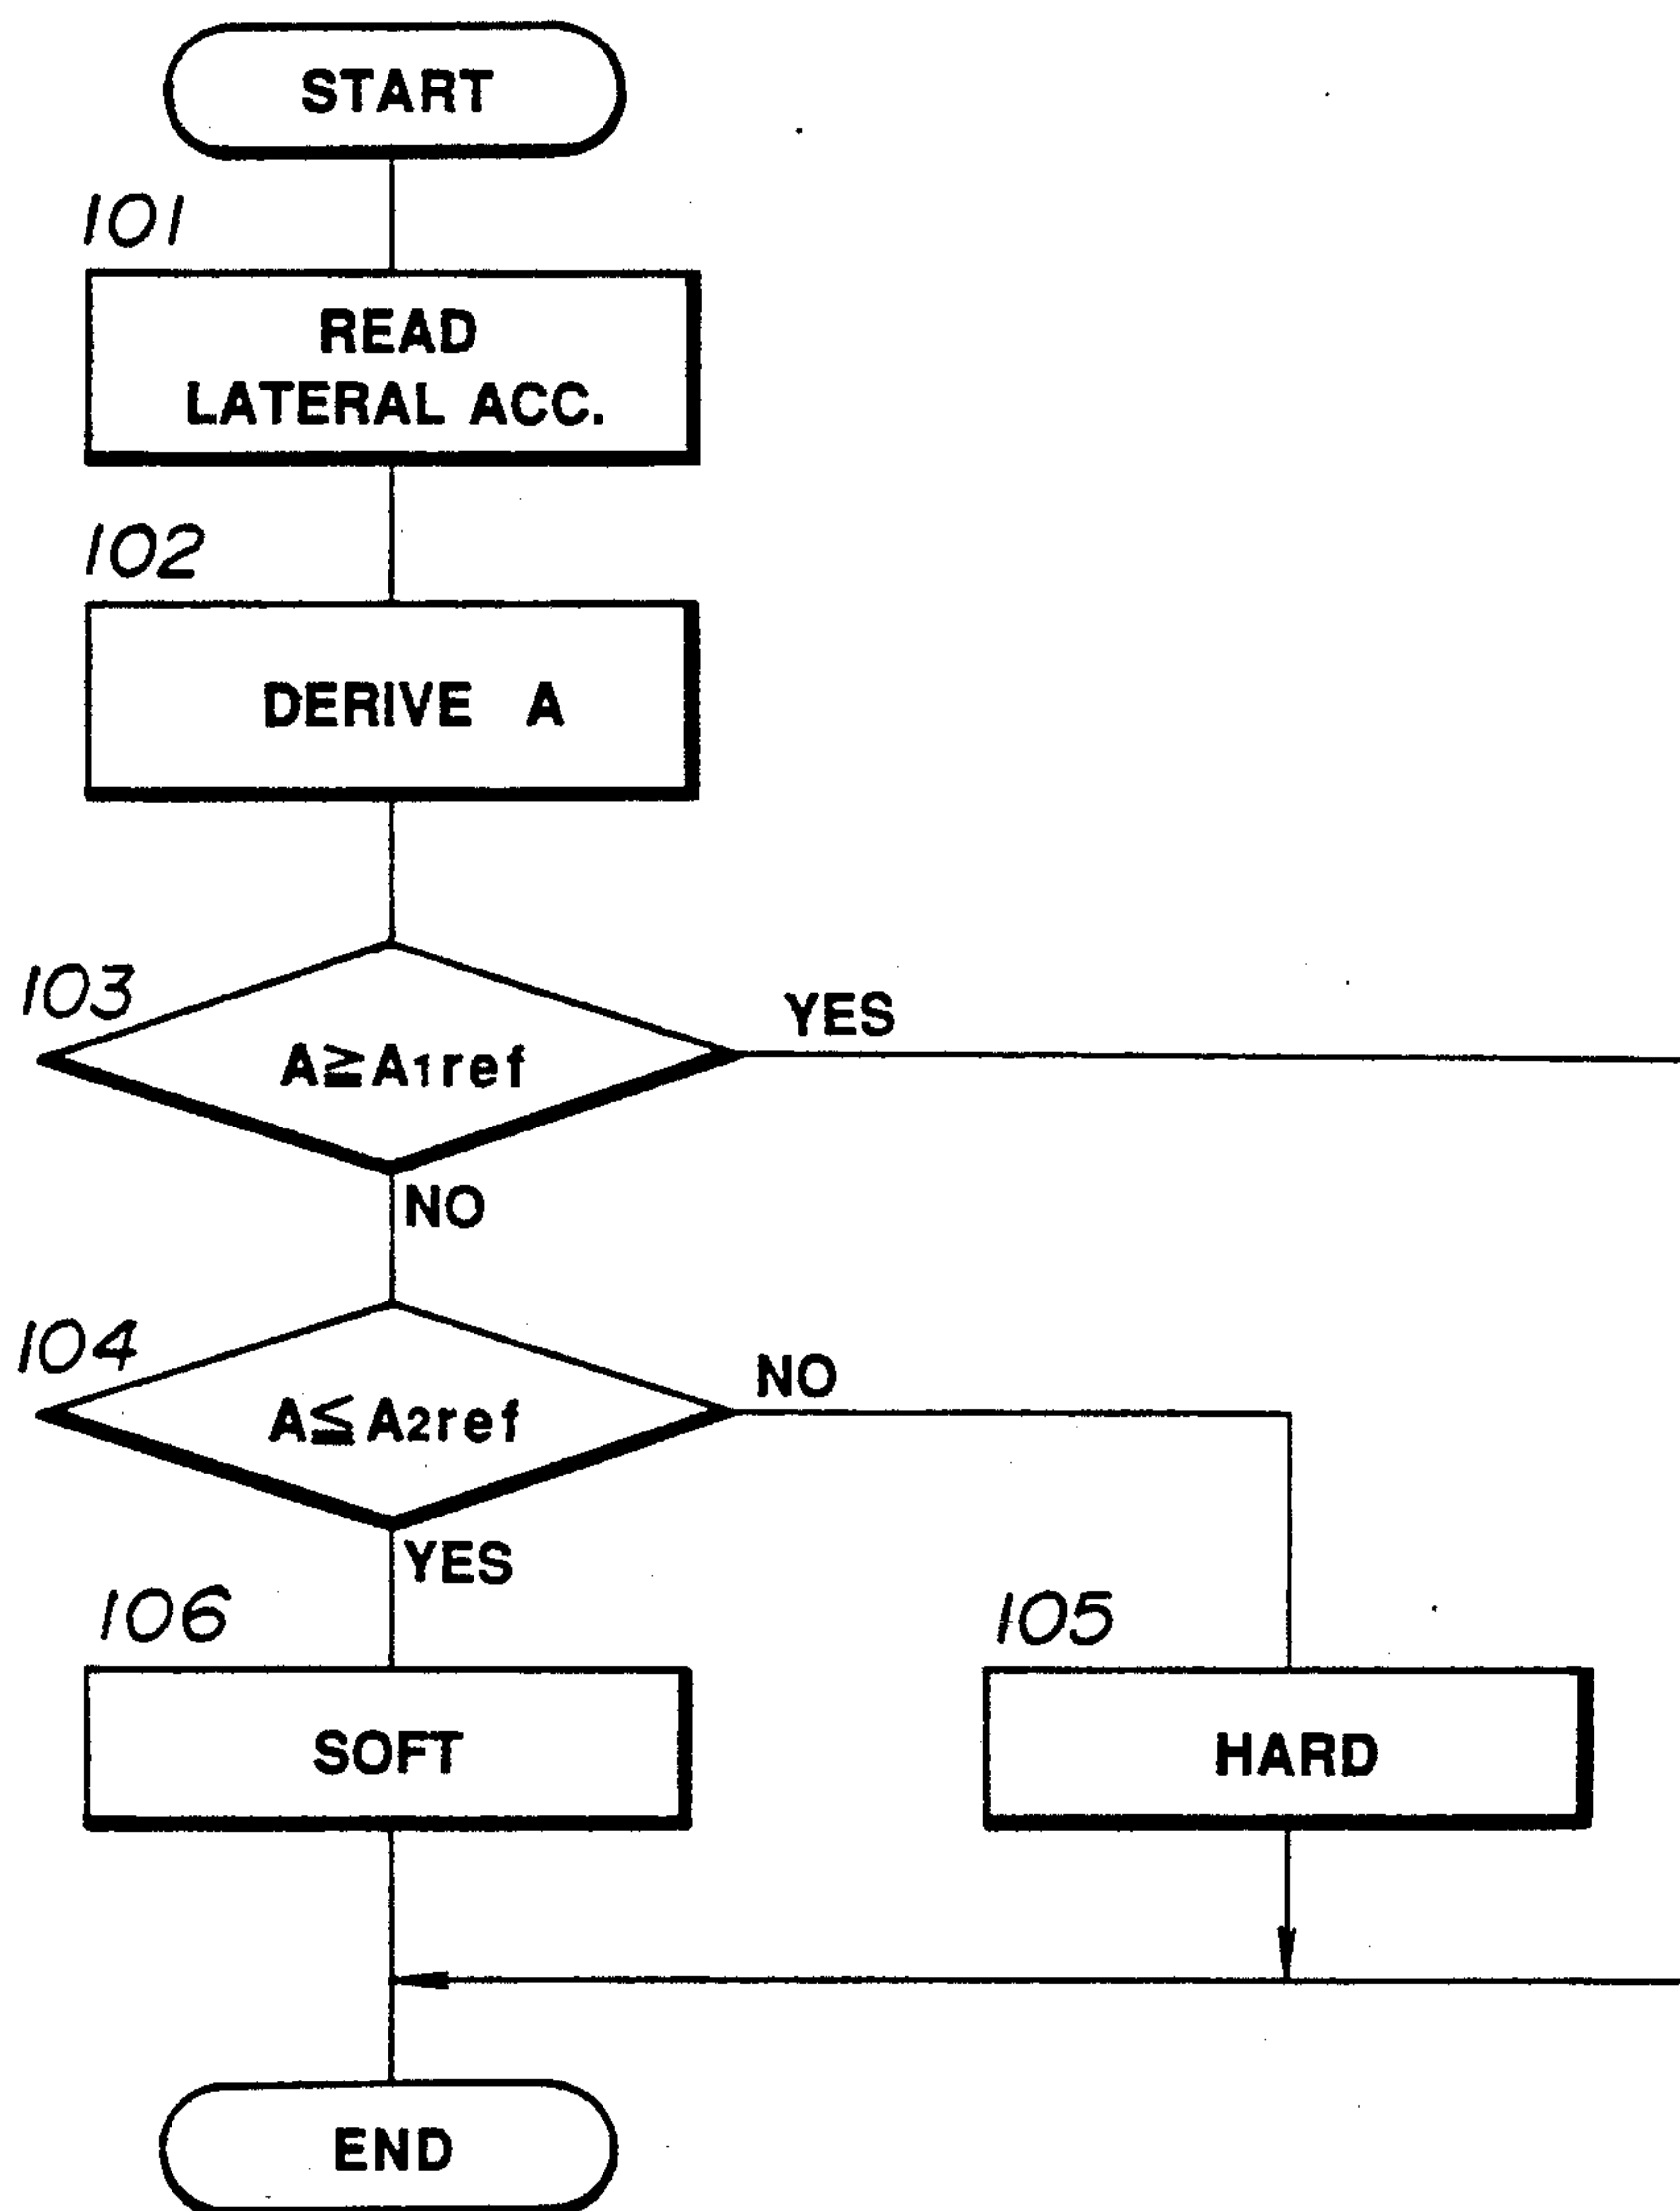 START
101
READ
LATERAL ACC.
102
DERIVE A
103
A≧A1ref
YES
NO
104
A≦A2ref
NO
YES
106
SOFT
105
HARD
END